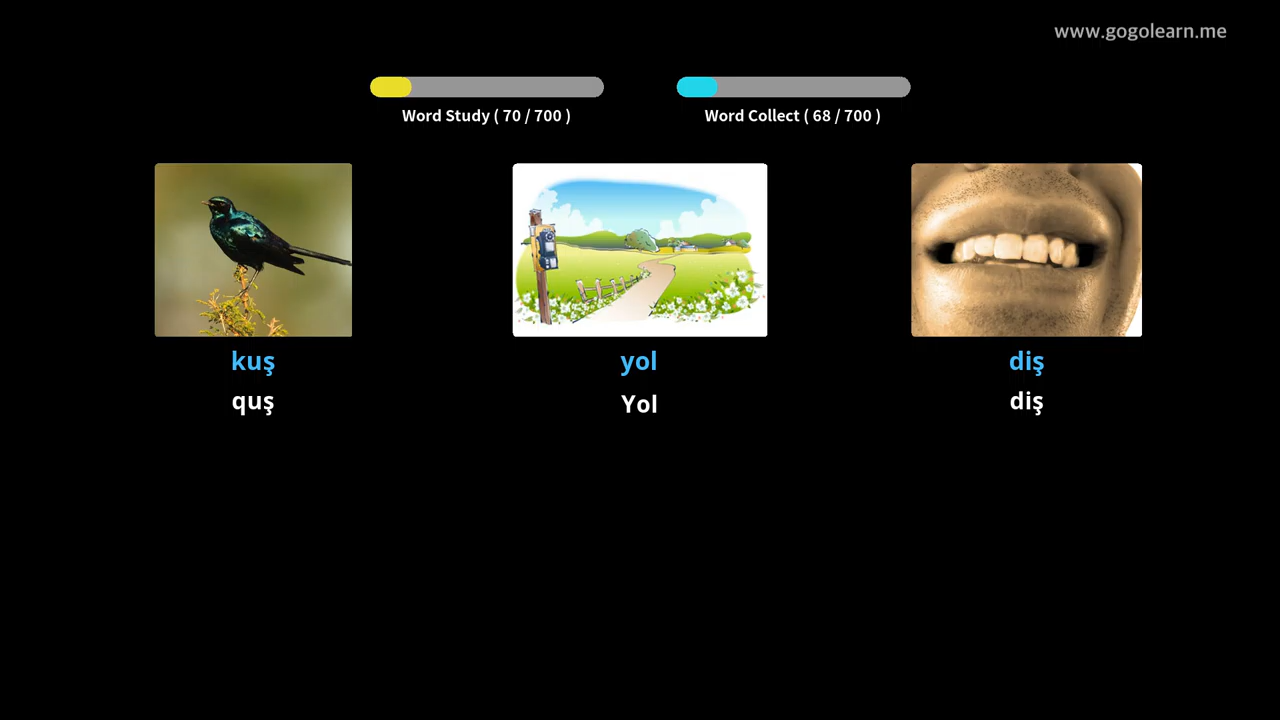 www.gogolearn.me
Word Study ( 70 / 700 )
Word Collect ( 68 / 700 )
kuş
yol
diş
quş
Yol
diş